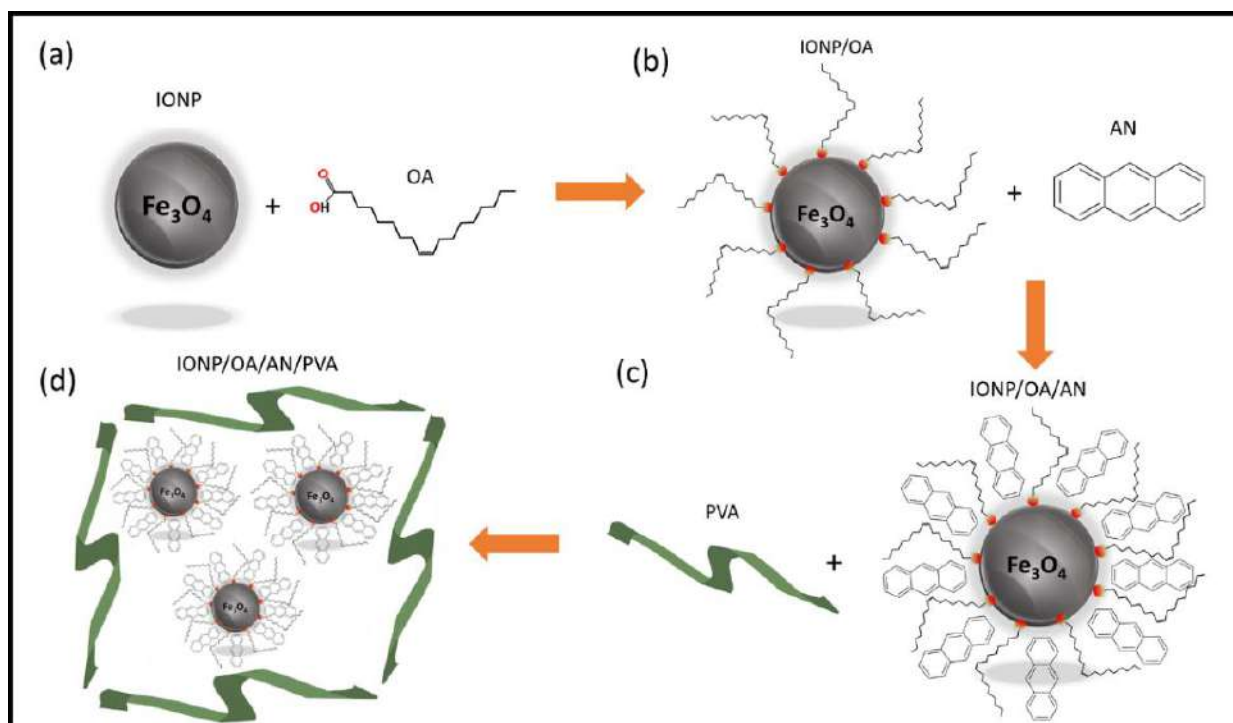 (a)
IONP
Fe₃O₄
+
O
OH
OA
(b)
IONP/OA
Fe₃O₄
+
AN
(c)
IONP/OA/AN
PVA
+
Fe₃O₄
(d)
IONP/OA/AN/PVA
Fe₃O₄
Fe₃O₄
Fe₃O₄